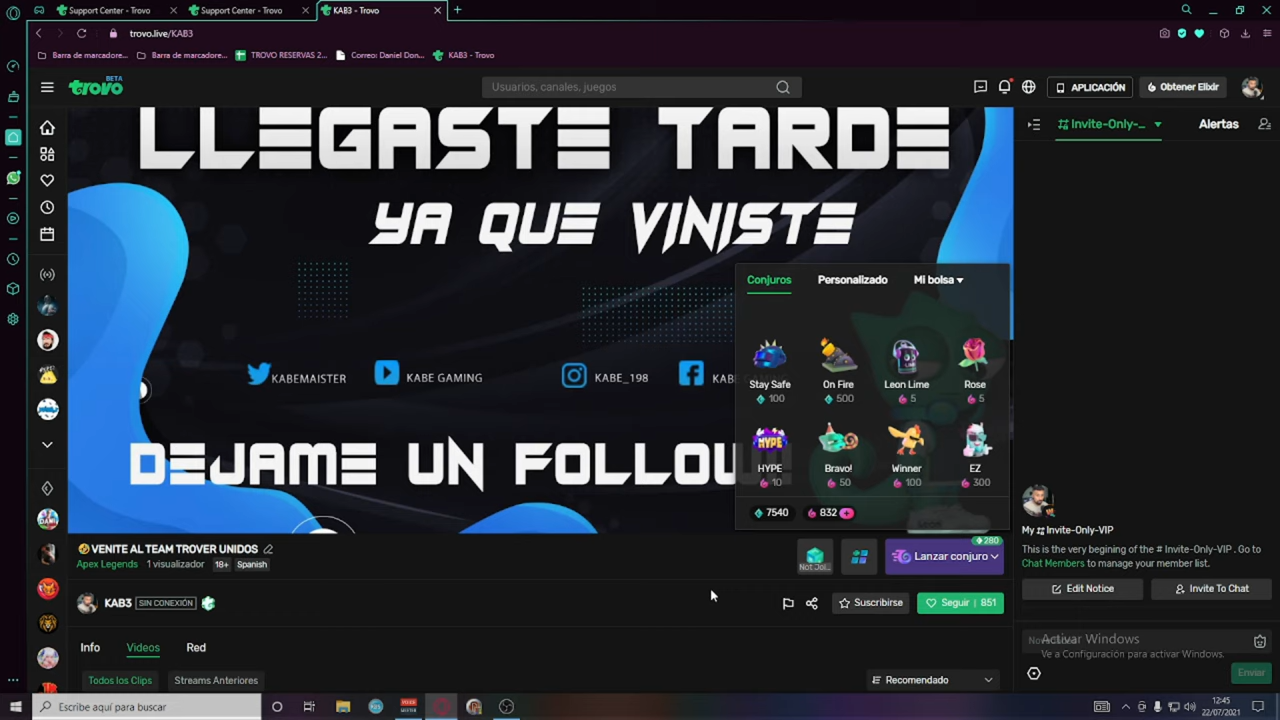 Support Center - Trovo
Support Center - Trovo
KAB3 - Trovo
trovo.live/KAB3
Barra de marcadore...
Barra de marcadore...
TROVO RESERVAS 2...
Correo: Daniel Don...
KAB3 - Trovo
trovo
BETA
Usuarios, canales, juegos
APLICACIÓN
Obtener Elixir
Invite-Only-...
Alertas
LLEGASTE TARDE
YA QUE VINISTE
KABEMAISTER
KABE GAMING
KABE_198
DEJAME UN FOLLOW
Conjuros
Personalizado
Mi bolsa
Stay Safe
On Fire
Leon Lime
Rose
100
500
5
5
HYPE
HYPE
Bravo!
Winner
EZ
10
50
100
300
7540
832
VENITE AL TEAM TROVER UNIDOS
Apex Legends 1 visualizador 18+ Spanish
Not Joi...
Lanzar conjuro
280
KAB3 SIN CONEXIÓN
Suscribirse
Seguir | 851
Info
Videos
Red
Todos los Clips
Streams Anteriores
Recomendado
My # Invite-Only-VIP
This is the very begining of the # Invite-Only-VIP . Go to
Chat Members to manage your member list.
Edit Notice
Invite To Chat
Activar Windows
Ve a Configuración para activar Windows.
Enviar
Escribe aquí para buscar
12:45
22/07/2021